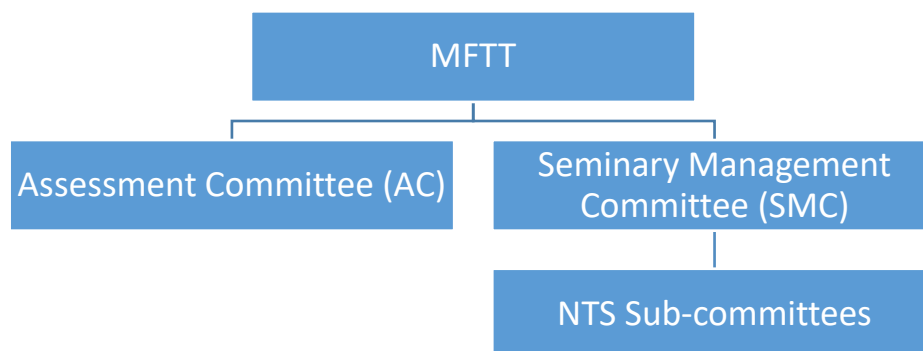 MFTT
Assessment Committee (AC)
Seminary Management
Committee (SMC)
NTS Sub-committees